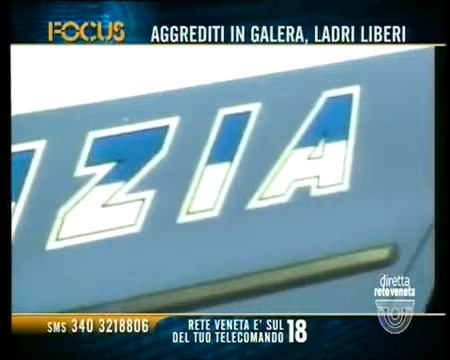 FOCUS
AGGREDITI IN GALERA, LADRI LIBERI
ZIA
diretta
reteveneta
SMS 340 3218806
RETE VENETA E' SUL 18
DEL TUO TELECOMANDO